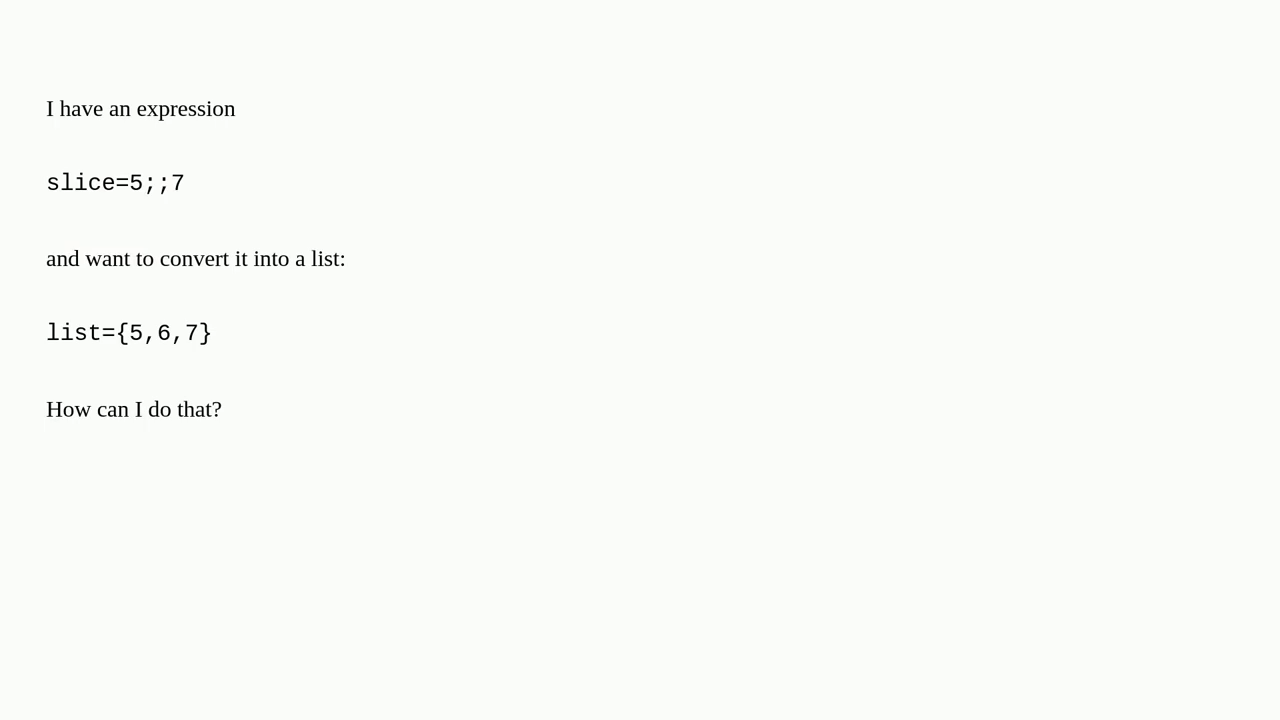 I have an expression
slice=5;;7
and want to convert it into a list:
list={5,6,7}
How can I do that?